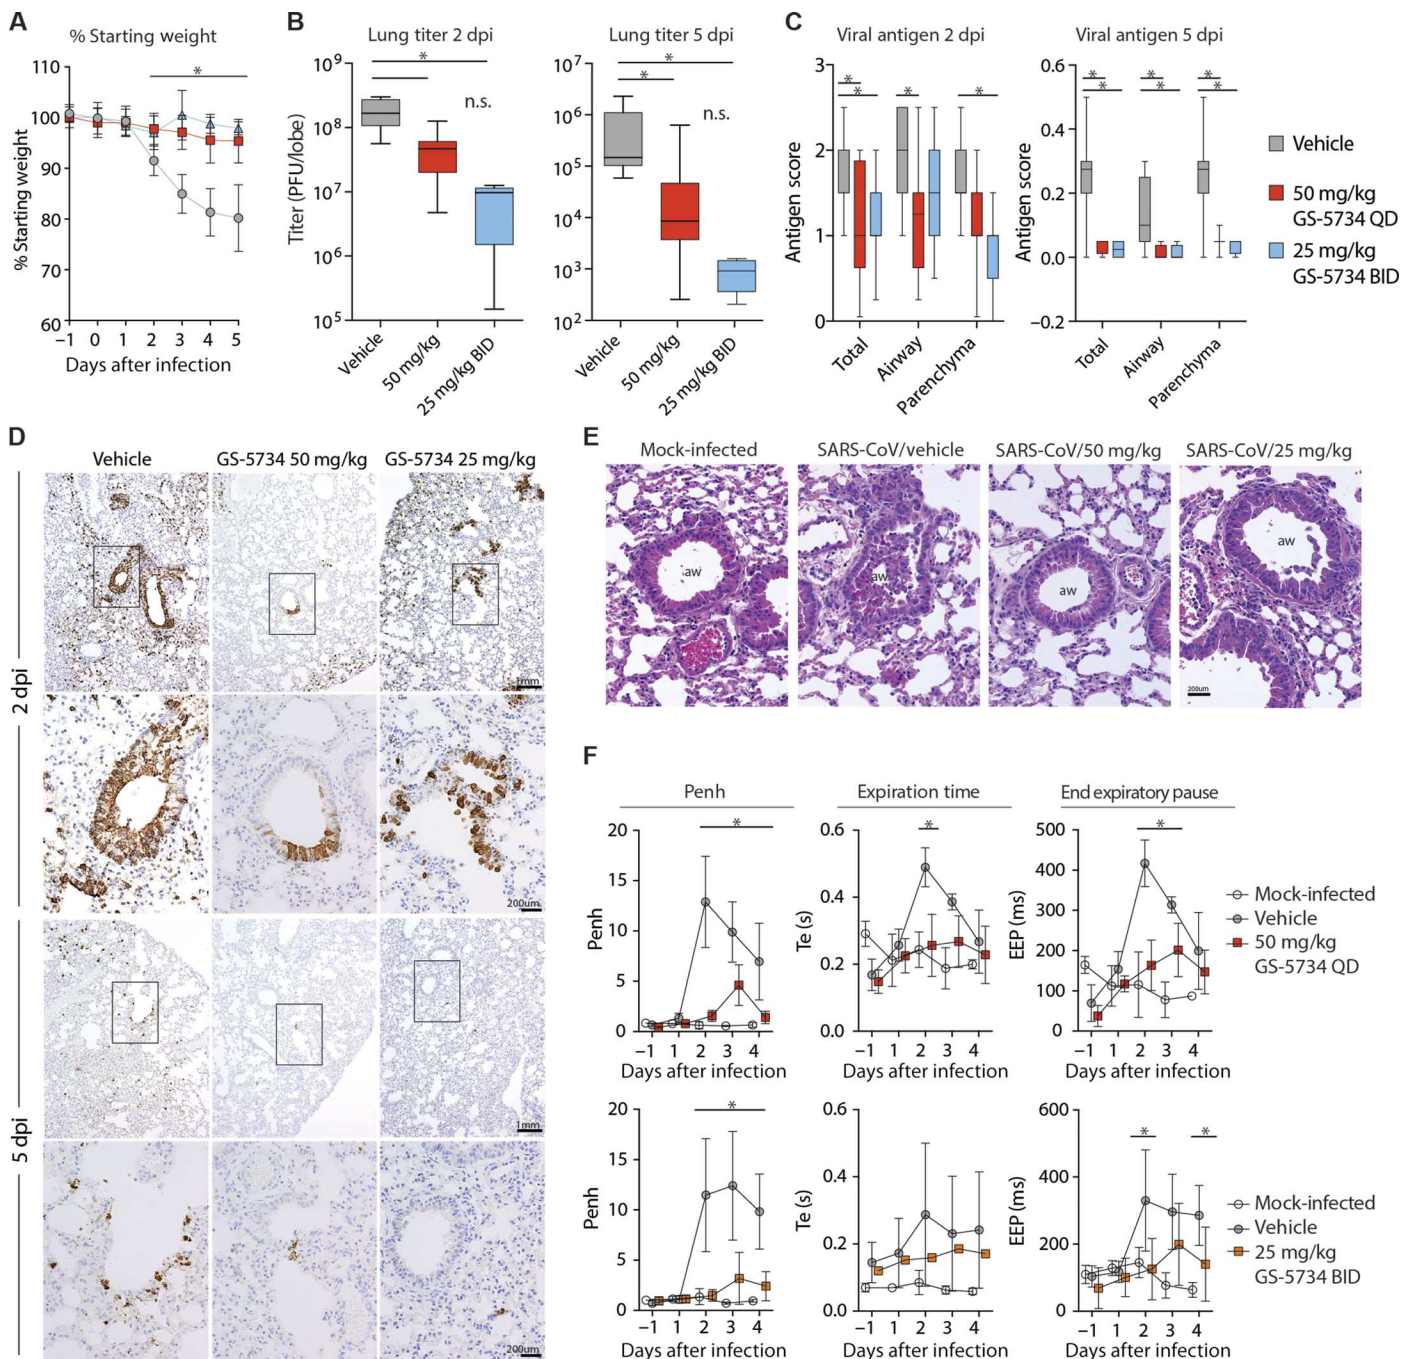 A
% Starting weight
*
110
100
90
80
70
60
% Starting weight
−1 0 1 2 3 4 5
Days after infection
B
Lung titer 2 dpi
*
n.s.
10⁹
10⁸
10⁷
10⁶
10⁵
Titer (PFU/lobe)
Vehicle
50 mg/kg
25 mg/kg BID
Lung titer 5 dpi
*
*
n.s.
10⁷
10⁶
10⁵
10⁴
10³
10²
Vehicle
50 mg/kg
25 mg/kg BID
C
Viral antigen 2 dpi
* * * *
3
2
1
0
Antigen score
Total
Airway
Parenchyma
Viral antigen 5 dpi
* * *
* * *
0.6
0.4
0.2
0.0
−0.2
Antigen score
Total
Airway
Parenchyma
Vehicle
50 mg/kg
GS-5734 QD
25 mg/kg
GS-5734 BID
D
Vehicle GS-5734 50 mg/kg GS-5734 25 mg/kg
2 dpi
1mm
200um
5 dpi
1mm
200um
E
Mock-infected SARS-CoV/vehicle SARS-CoV/50 mg/kg SARS-CoV/25 mg/kg
aw aw aw aw
200um
F
Penh
*
20
15
10
5
0
Penh
−1 1 2 3 4
Days after infection
Expiration time
*
0.6
0.4
0.2
0.0
Te (s)
−1 1 2 3 4
Days after infection
End expiratory pause
*
500
400
300
200
100
0
EEP (ms)
−1 1 2 3 4
Days after infection
Mock-infected
Vehicle
50 mg/kg
GS-5734 QD
*
20
15
10
5
0
Penh
−1 1 2 3 4
Days after infection
0.6
0.4
0.2
0.0
Te (s)
−1 1 2 3 4
Days after infection
* *
600
400
200
0
EEP (ms)
−1 1 2 3 4
Days after infection
Mock-infected
Vehicle
25 mg/kg
GS-5734 BID